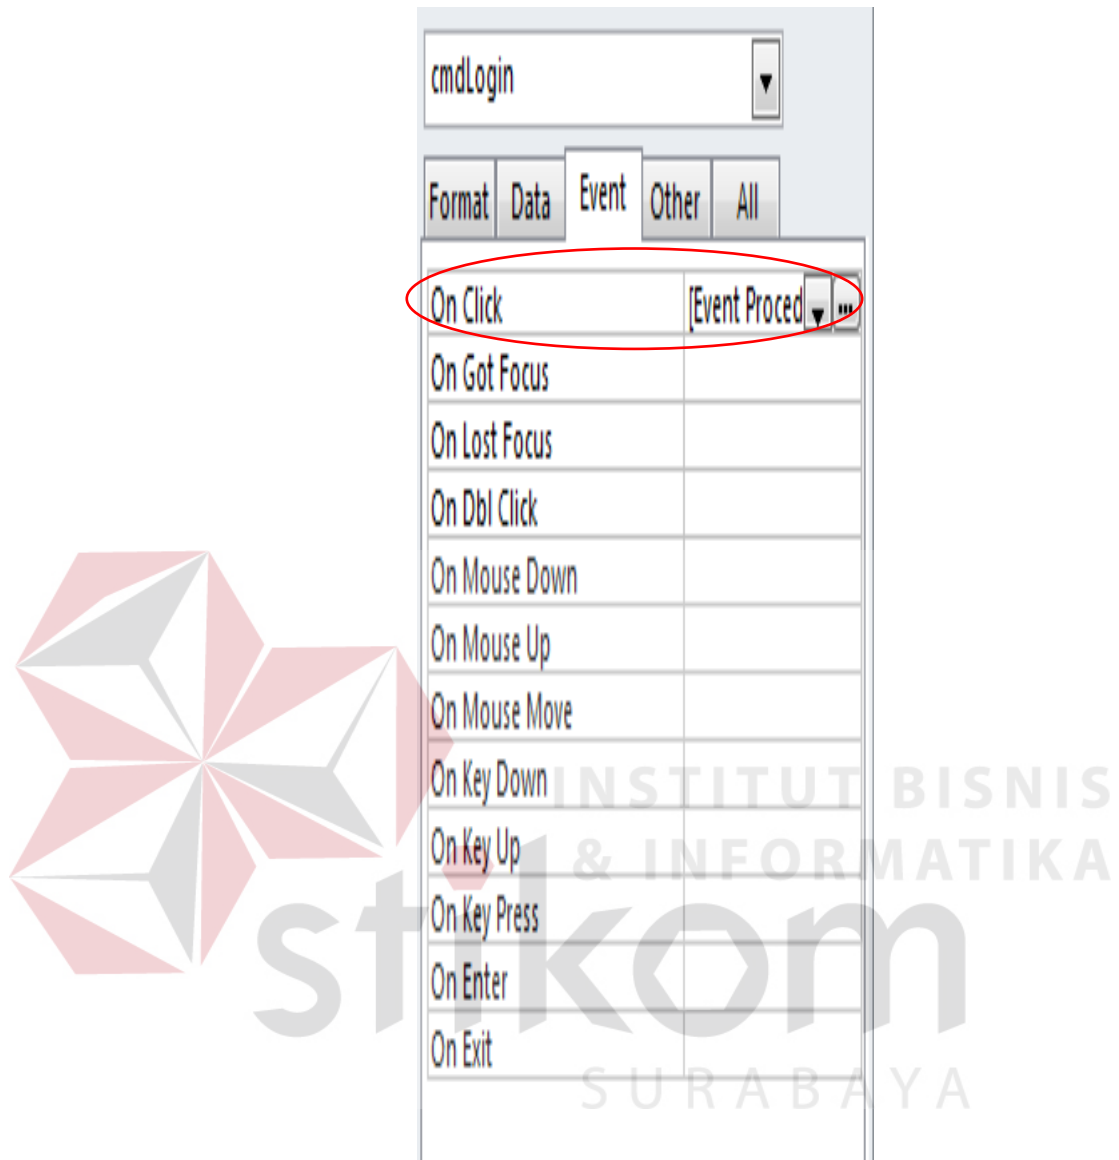 cmdLogin
Format Data Event Other All
On Click [Event Proced ...
On Got Focus
On Lost Focus
On Dbl Click
On Mouse Down
On Mouse Up
On Mouse Move
On Key Down
On Key Up
On Key Press
On Enter
On Exit
INSTITUT BISNIS
& INFORMATIKA
stikom
SURABAYA